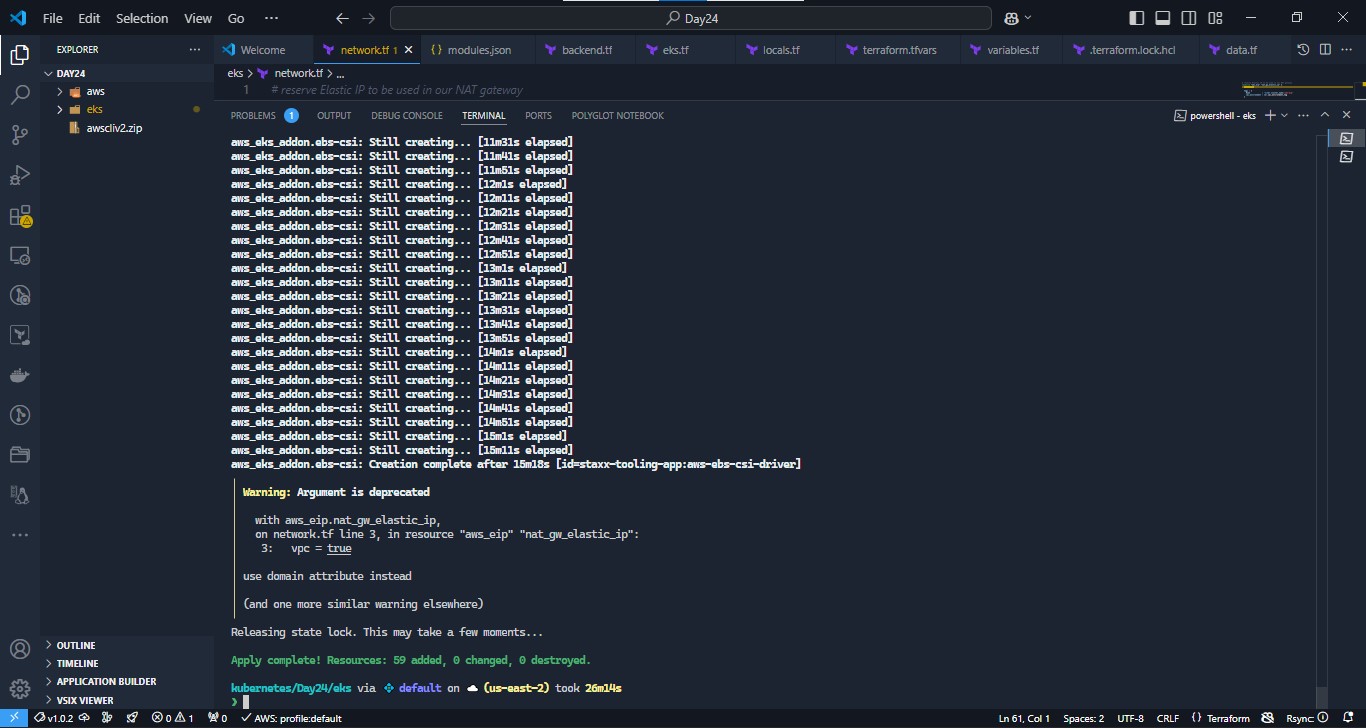 File Edit Selection View Go ··· Day24
EXPLORER ···
Welcome network.tf 1 modules.json backend.tf eks.tf locals.tf terraform.tfvars variables.tf .terraform.lock.hcl data.tf
DAY24
aws
eks
awscliv2.zip
eks > network.tf > ...
1 # reserve Elastic IP to be used in our NAT gateway
PROBLEMS 1 OUTPUT DEBUG CONSOLE TERMINAL PORTS POLYGLOT NOTEBOOK powershell - eks
aws_eks_addon.ebs-csi: Still creating... [11m31s elapsed]
aws_eks_addon.ebs-csi: Still creating... [11m41s elapsed]
aws_eks_addon.ebs-csi: Still creating... [11m51s elapsed]
aws_eks_addon.ebs-csi: Still creating... [12m1s elapsed]
aws_eks_addon.ebs-csi: Still creating... [12m11s elapsed]
aws_eks_addon.ebs-csi: Still creating... [12m21s elapsed]
aws_eks_addon.ebs-csi: Still creating... [12m31s elapsed]
aws_eks_addon.ebs-csi: Still creating... [12m41s elapsed]
aws_eks_addon.ebs-csi: Still creating... [12m51s elapsed]
aws_eks_addon.ebs-csi: Still creating... [13m1s elapsed]
aws_eks_addon.ebs-csi: Still creating... [13m11s elapsed]
aws_eks_addon.ebs-csi: Still creating... [13m21s elapsed]
aws_eks_addon.ebs-csi: Still creating... [13m31s elapsed]
aws_eks_addon.ebs-csi: Still creating... [13m41s elapsed]
aws_eks_addon.ebs-csi: Still creating... [13m51s elapsed]
aws_eks_addon.ebs-csi: Still creating... [14m1s elapsed]
aws_eks_addon.ebs-csi: Still creating... [14m11s elapsed]
aws_eks_addon.ebs-csi: Still creating... [14m21s elapsed]
aws_eks_addon.ebs-csi: Still creating... [14m31s elapsed]
aws_eks_addon.ebs-csi: Still creating... [14m41s elapsed]
aws_eks_addon.ebs-csi: Still creating... [14m51s elapsed]
aws_eks_addon.ebs-csi: Still creating... [15m1s elapsed]
aws_eks_addon.ebs-csi: Still creating... [15m11s elapsed]
aws_eks_addon.ebs-csi: Creation complete after 15m18s [id=staxx-tooling-app:aws-ebs-csi-driver]
Warning: Argument is deprecated
with aws_eip.nat_gw_elastic_ip,
on network.tf line 3, in resource "aws_eip" "nat_gw_elastic_ip":
3: vpc = true
use domain attribute instead
(and one more similar warning elsewhere)
Releasing state lock. This may take a few moments...
Apply complete! Resources: 59 added, 0 changed, 0 destroyed.
kubernetes/Day24/eks via default on (us-east-2) took 26m14s
❯
OUTLINE
TIMELINE
APPLICATION BUILDER
VSIX VIEWER
v1.0.2 0 1 0 AWS: profile:default Ln 61, Col 1 Spaces: 2 UTF-8 CRLF {} Terraform Rsync: